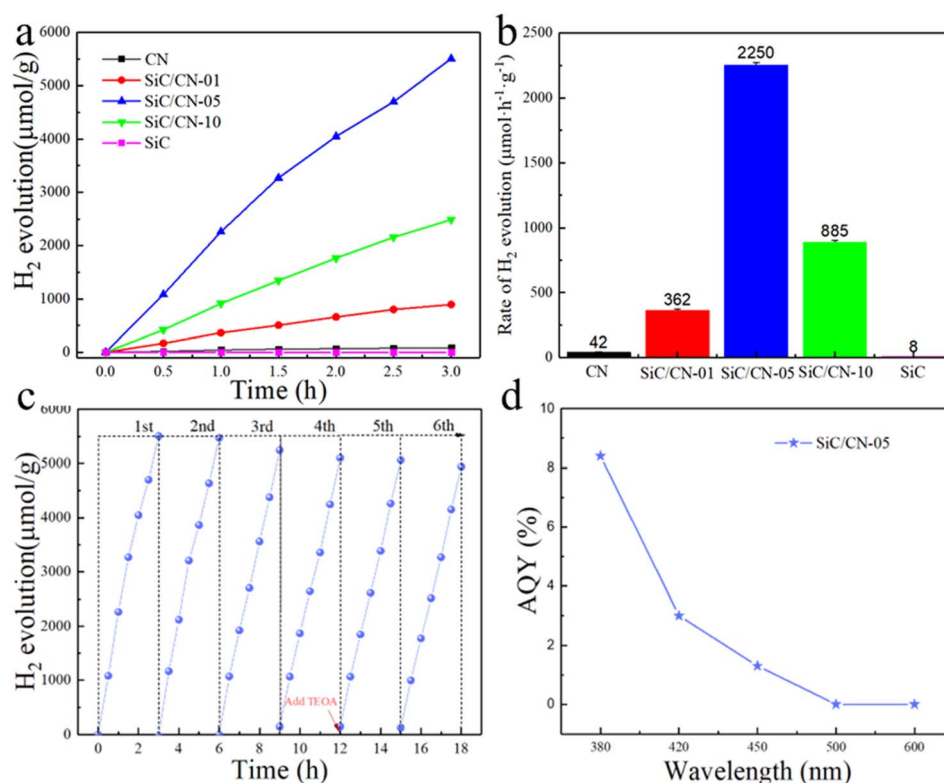 a
H₂ evolution(μmol/g)
6000
5000
4000
3000
2000
1000
0
CN
SiC/CN-01
SiC/CN-05
SiC/CN-10
SiC
0.0 0.5 1.0 1.5 2.0 2.5 3.0
Time (h)
b
Rate of H₂ evolution (μmol·h⁻¹·g⁻¹)
2500
2000
1500
1000
500
0
42
362
2250
885
8
CN SiC/CN-01 SiC/CN-05 SiC/CN-10 SiC
c
H₂ evolution(μmol/g)
6000
5000
4000
3000
2000
1000
0
1st 2nd 3rd 4th 5th 6th
Add TEOA
0 2 4 6 8 10 12 14 16 18
Time (h)
d
AQY (%)
10
8
6
4
2
0
SiC/CN-05
380 420 450 500 600
Wavelength (nm)